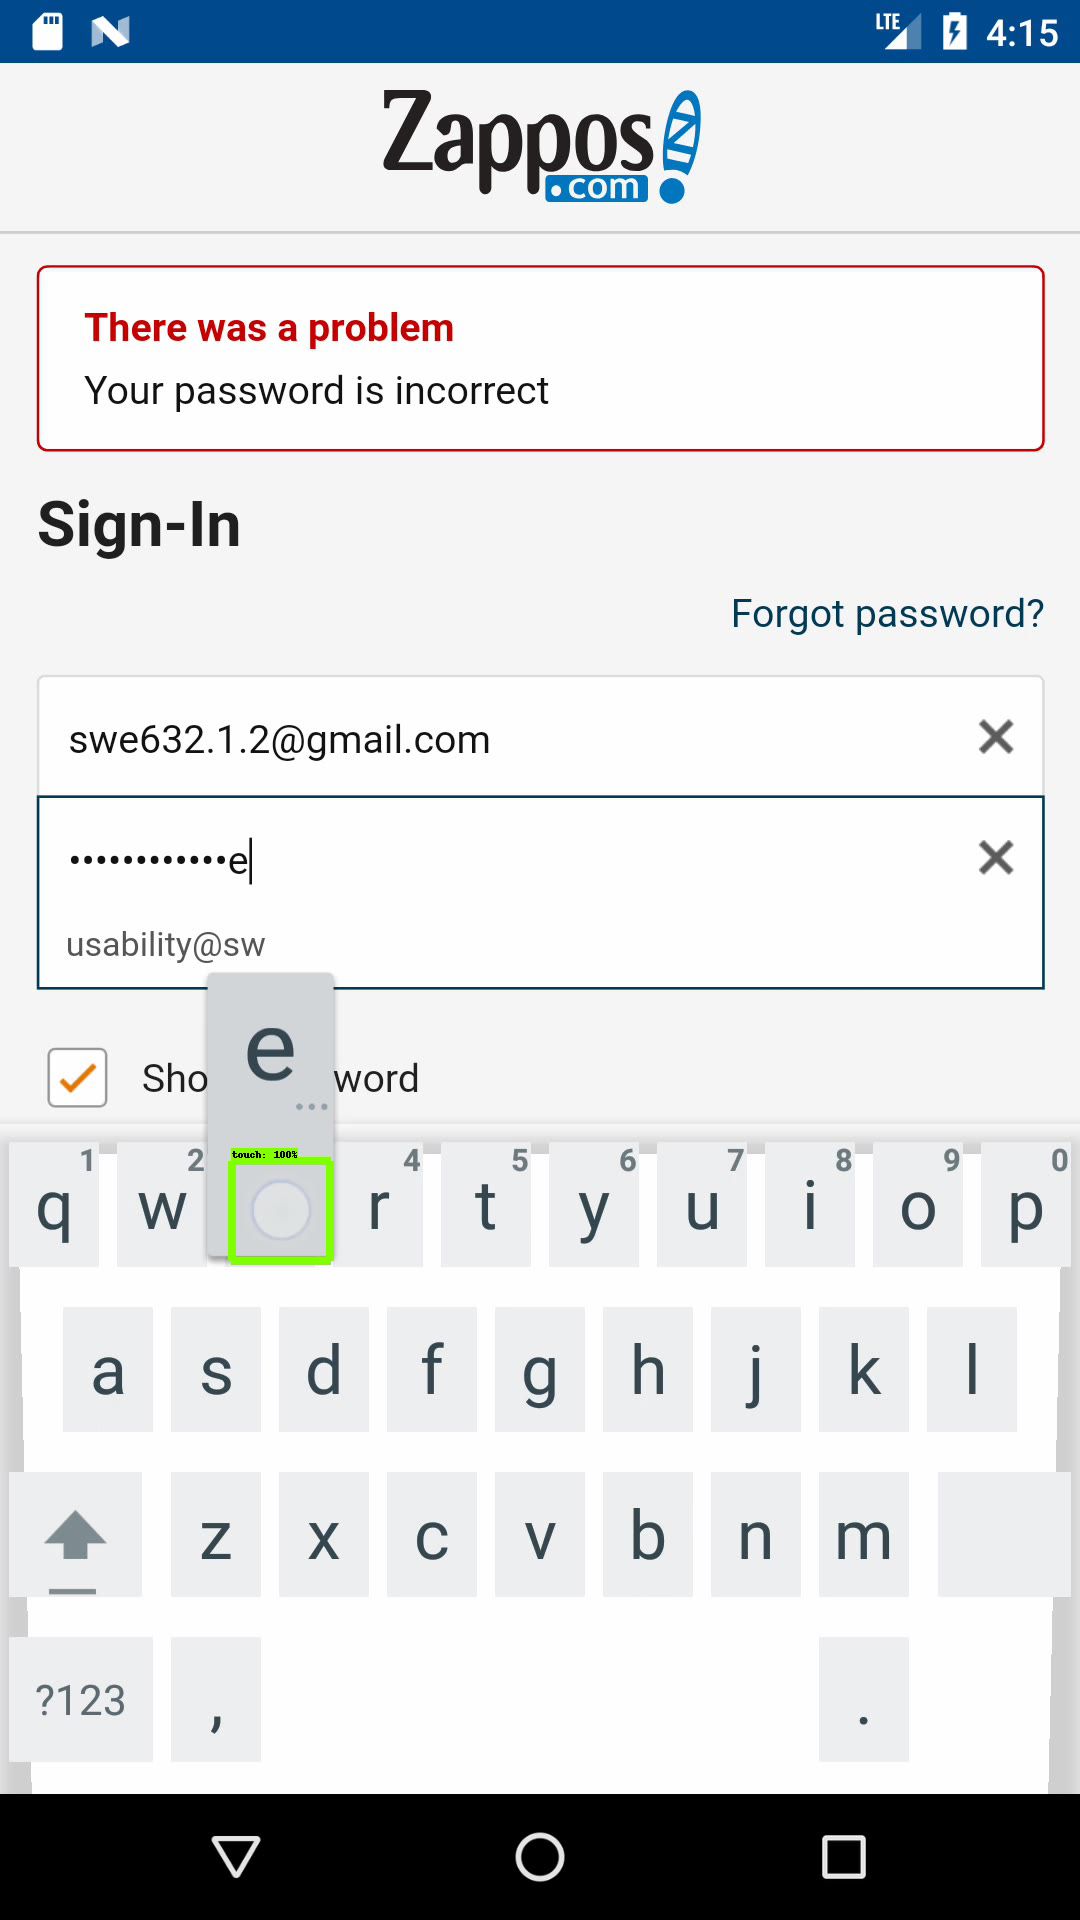 LTE 4:15
Zappos
.com
There was a problem
Your password is incorrect
Sign-In
Forgot password?
swe632.1.2@gmail.com
••••••••••••e
usability@sw
e
Sho word
touch: 100%
1 2 4 5 6 7 8 9 0
q w r t y u i o p
a s d f g h j k l
z x c v b n m
?123 , .